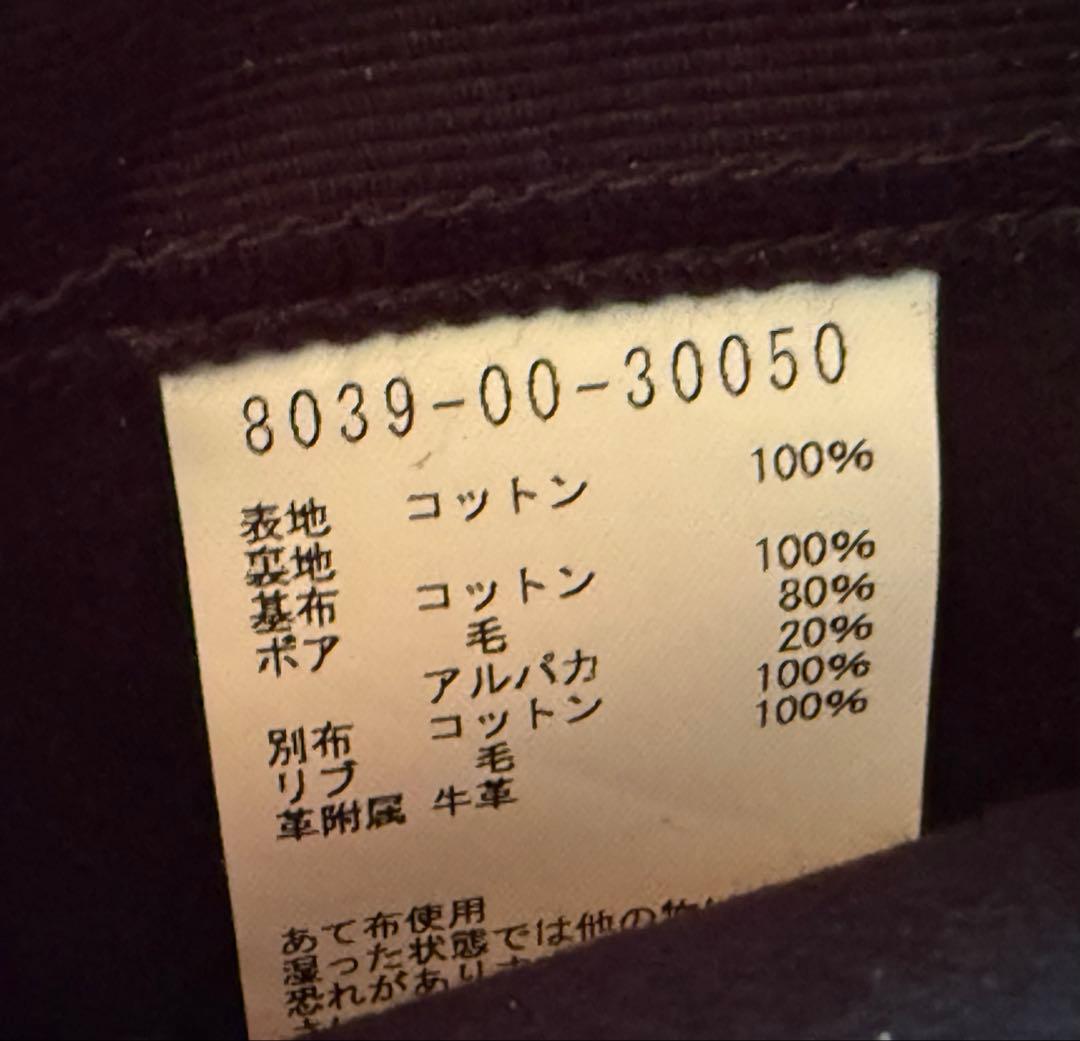 8039-00-30050
表地 コットン 100%
裏地
基布 コットン 100%
ボア 毛 80%
アルパカ 20%
別布 コットン 100%
リブ 毛 100%
革附属 牛革
あて布使用
湿った状態では他の物
恐れがあり